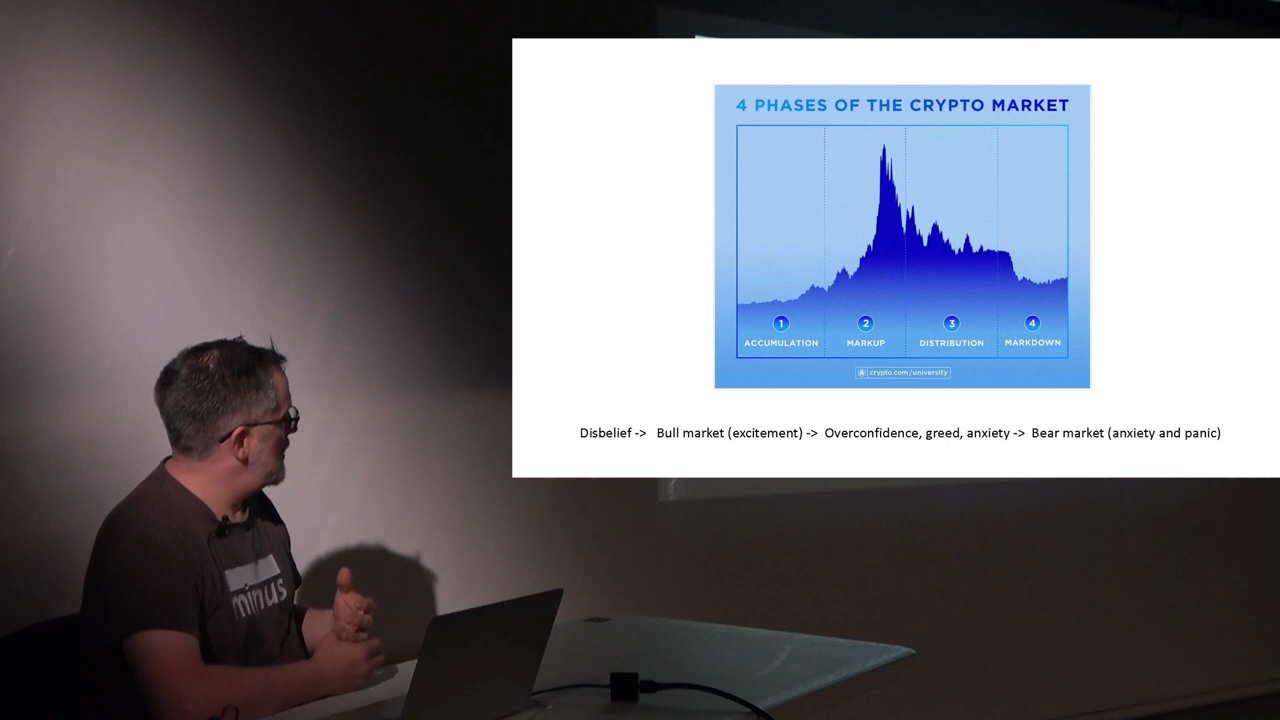 4 PHASES OF THE CRYPTO MARKET
1 2 3 4
ACCUMULATION MARKUP DISTRIBUTION MARKDOWN
crypto.com/university
Disbelief -> Bull market (excitement) -> Overconfidence, greed, anxiety -> Bear market (anxiety and panic)
minus